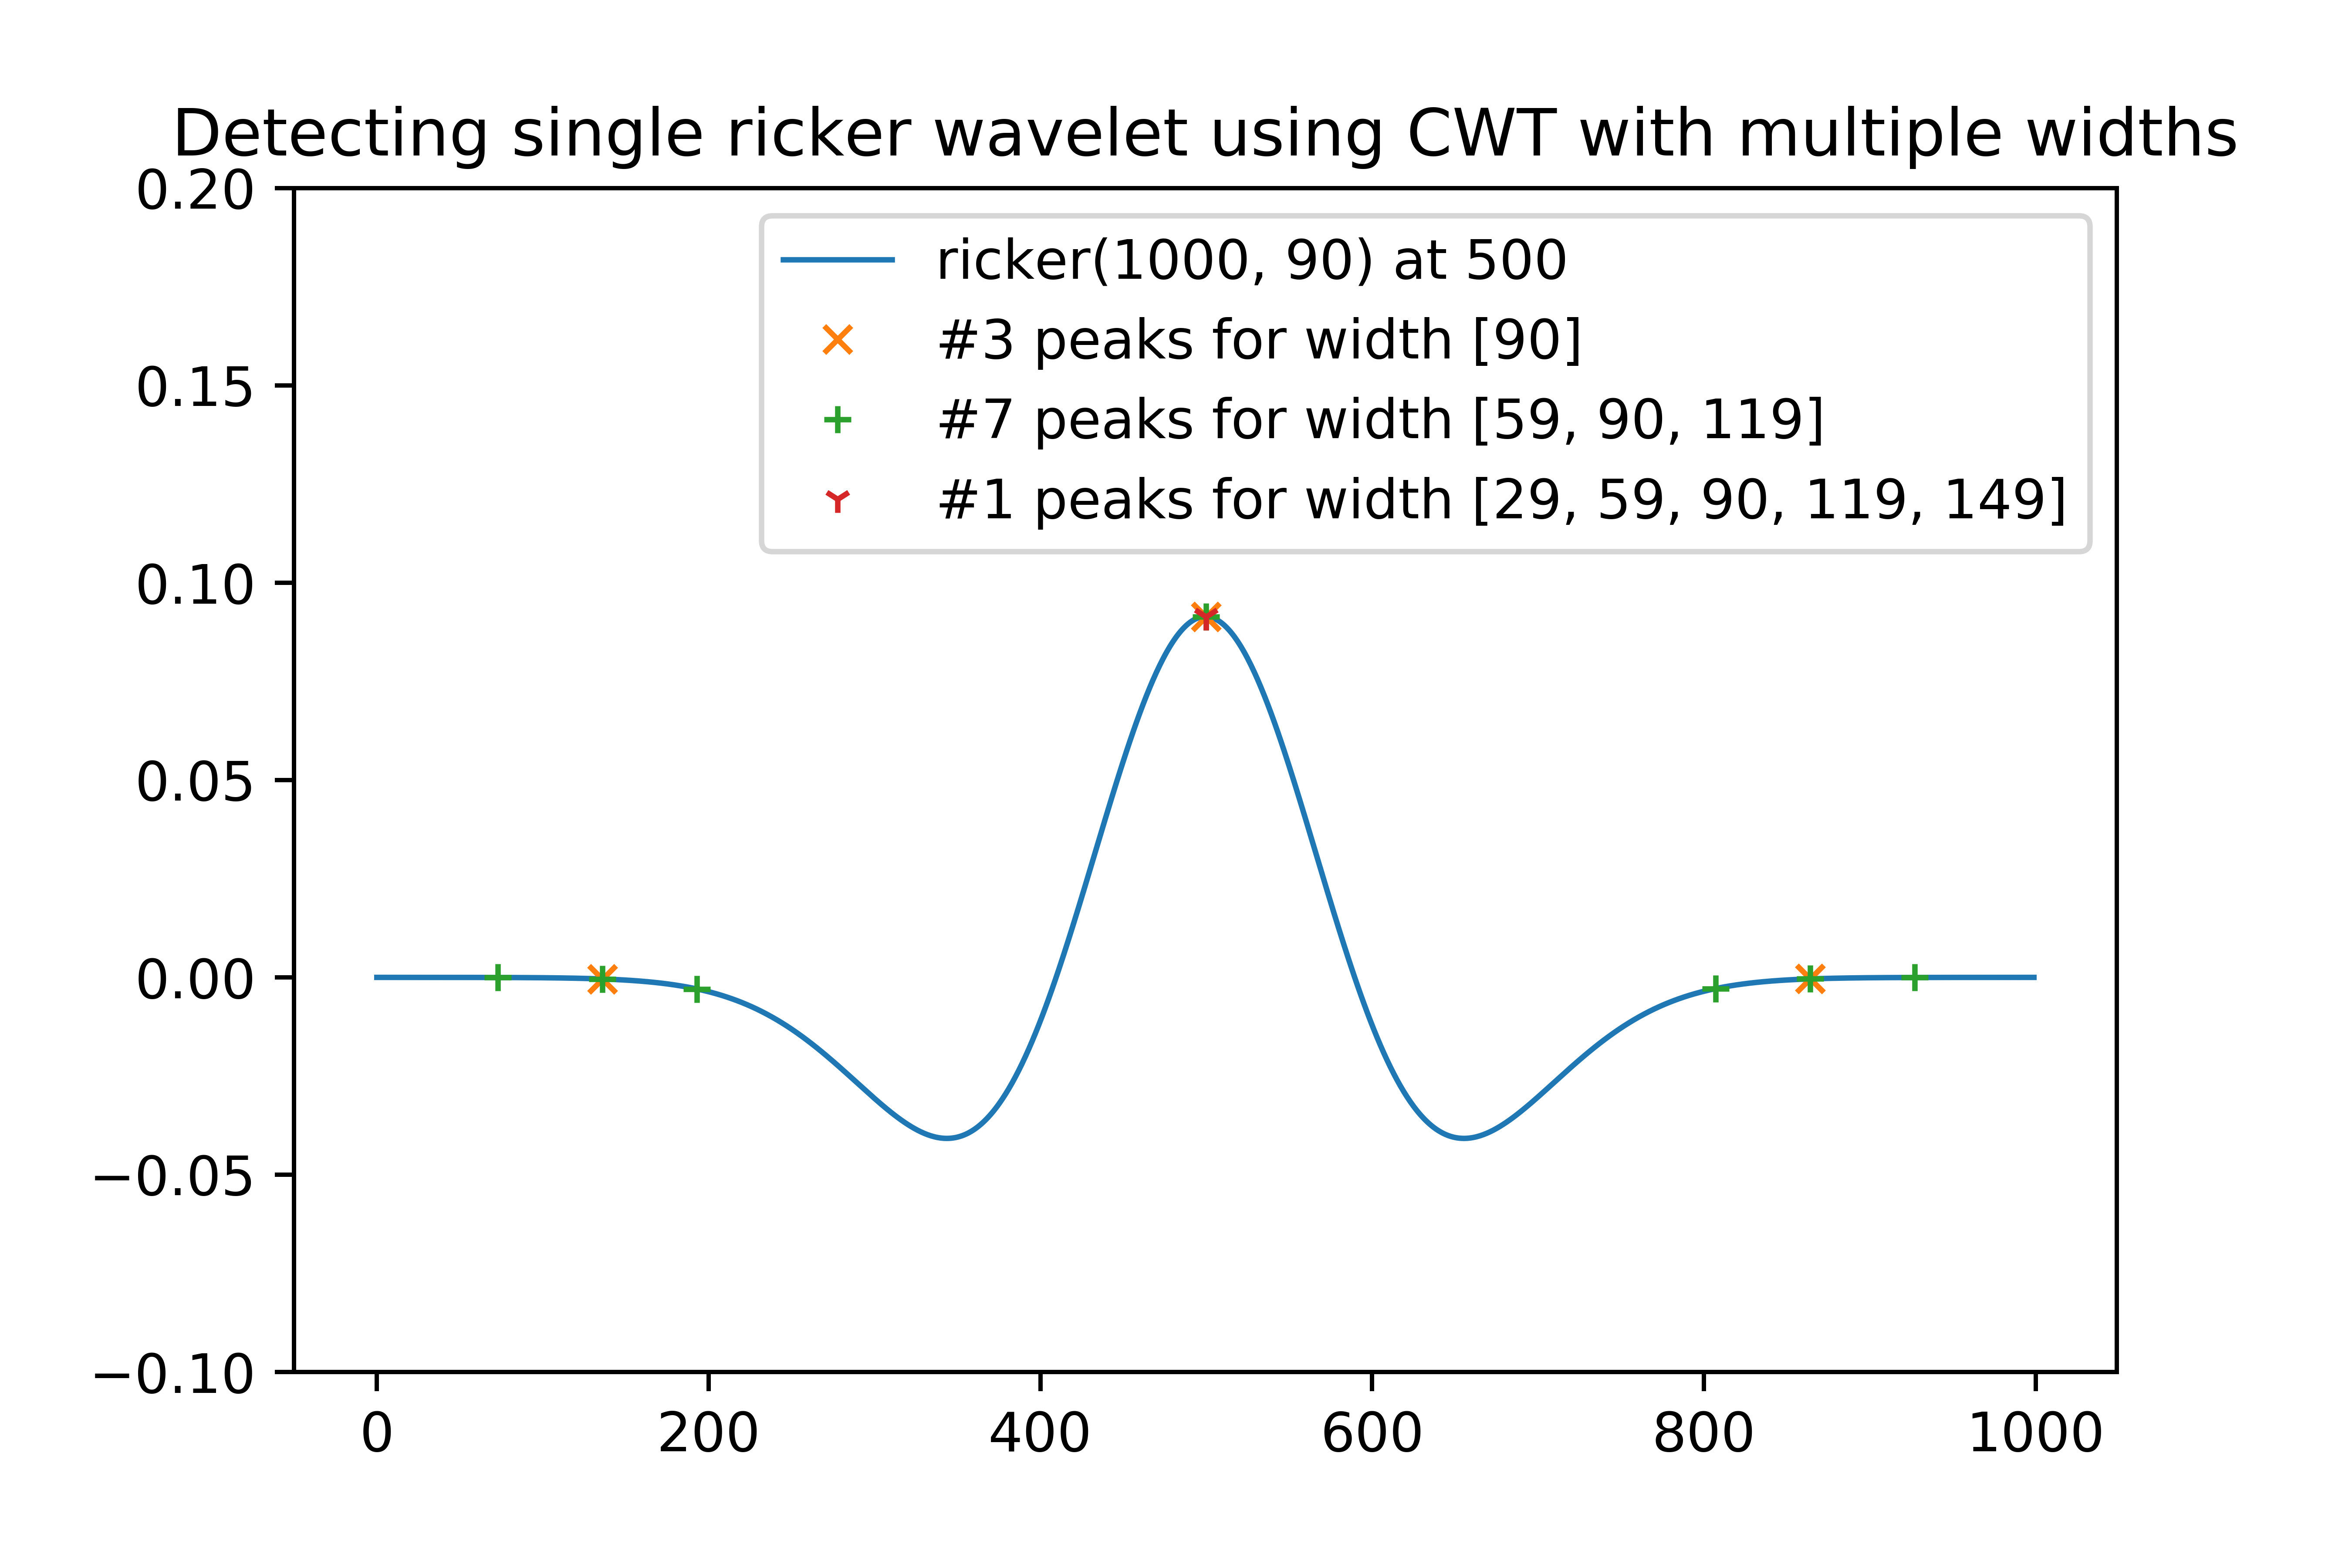 Detecting single ricker wavelet using CWT with multiple widths
0.20
ricker(1000, 90) at 500
#3 peaks for width [90]
0.15
#7 peaks for width [59, 90, 119]
#1 peaks for width [29, 59, 90, 119, 149]
0.10
0.05
0.00
−0.05
−0.10
0 200 400 600 800 1000